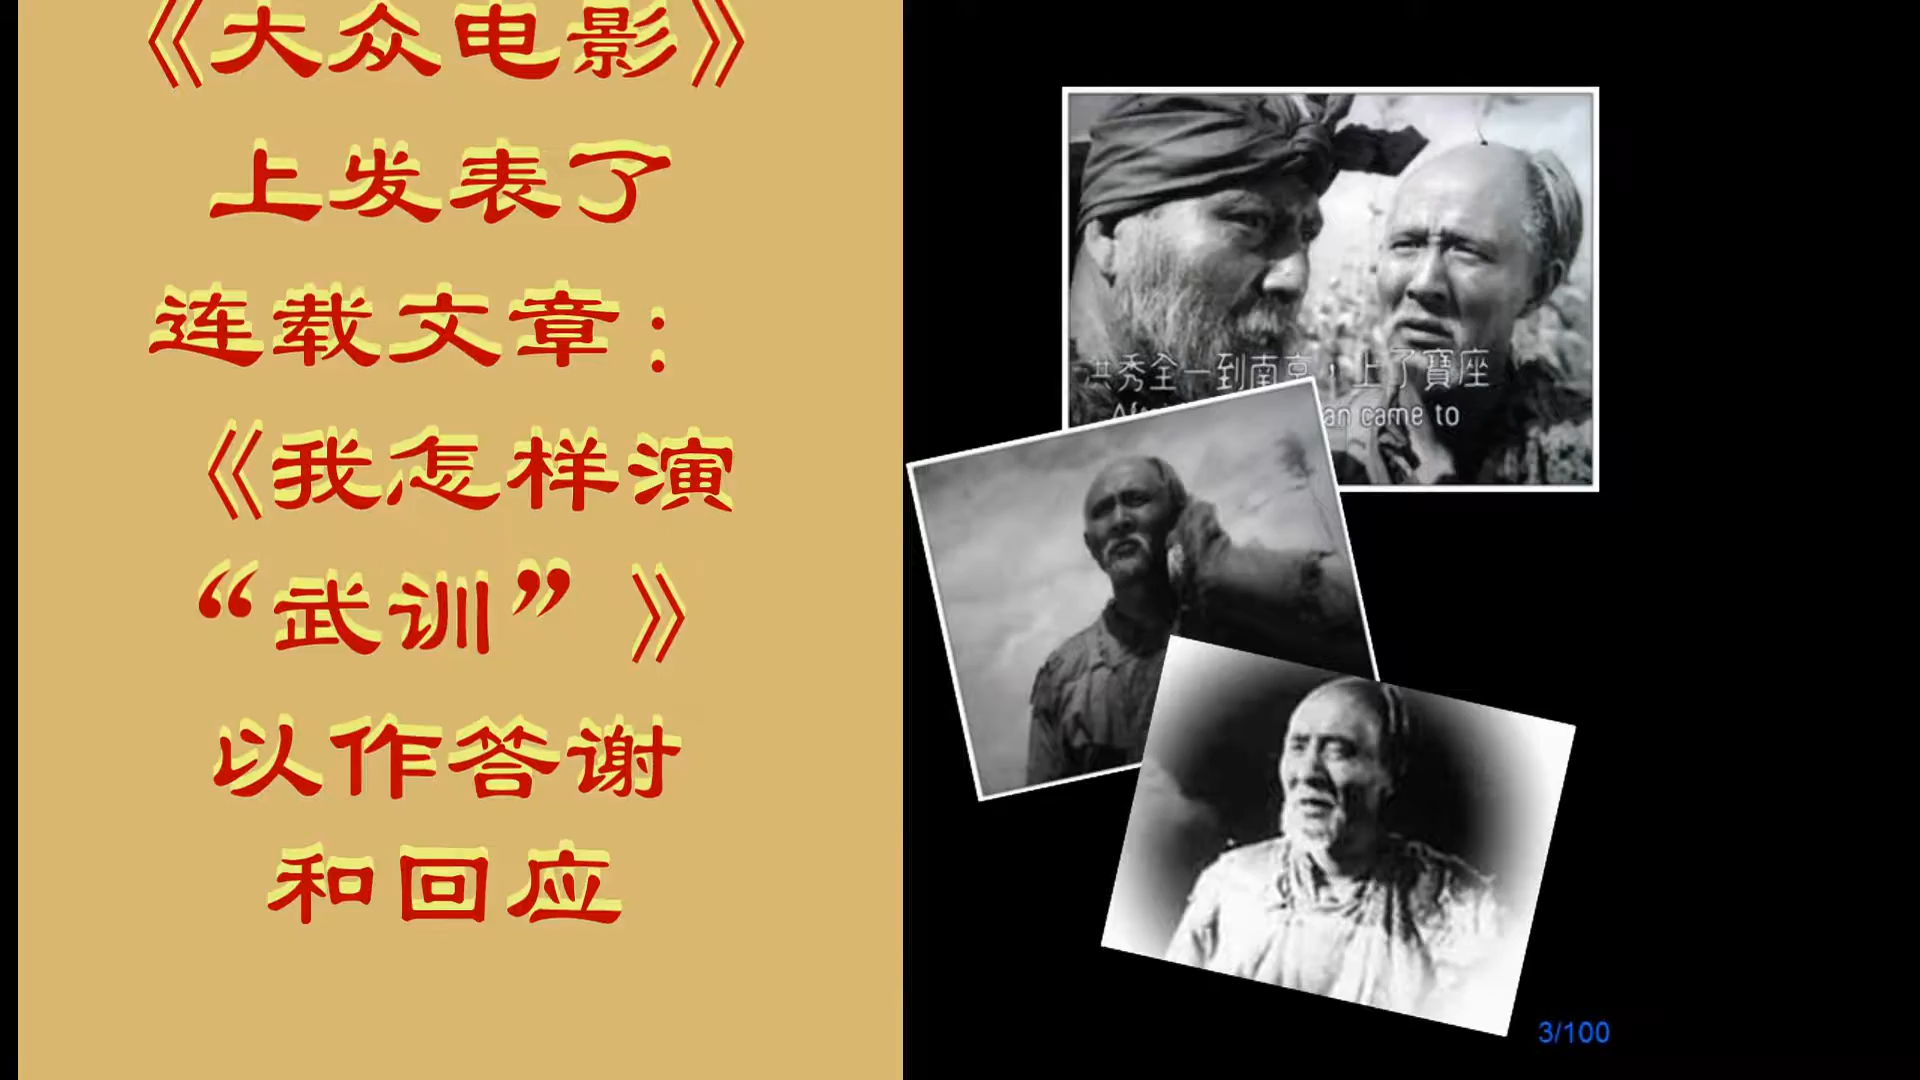 《大众电影》
上发表了
连载文章：
《我怎样演
“武训”》
以作答谢
和回应
洪秀全一到南京，上了寶座
an came to
3/100